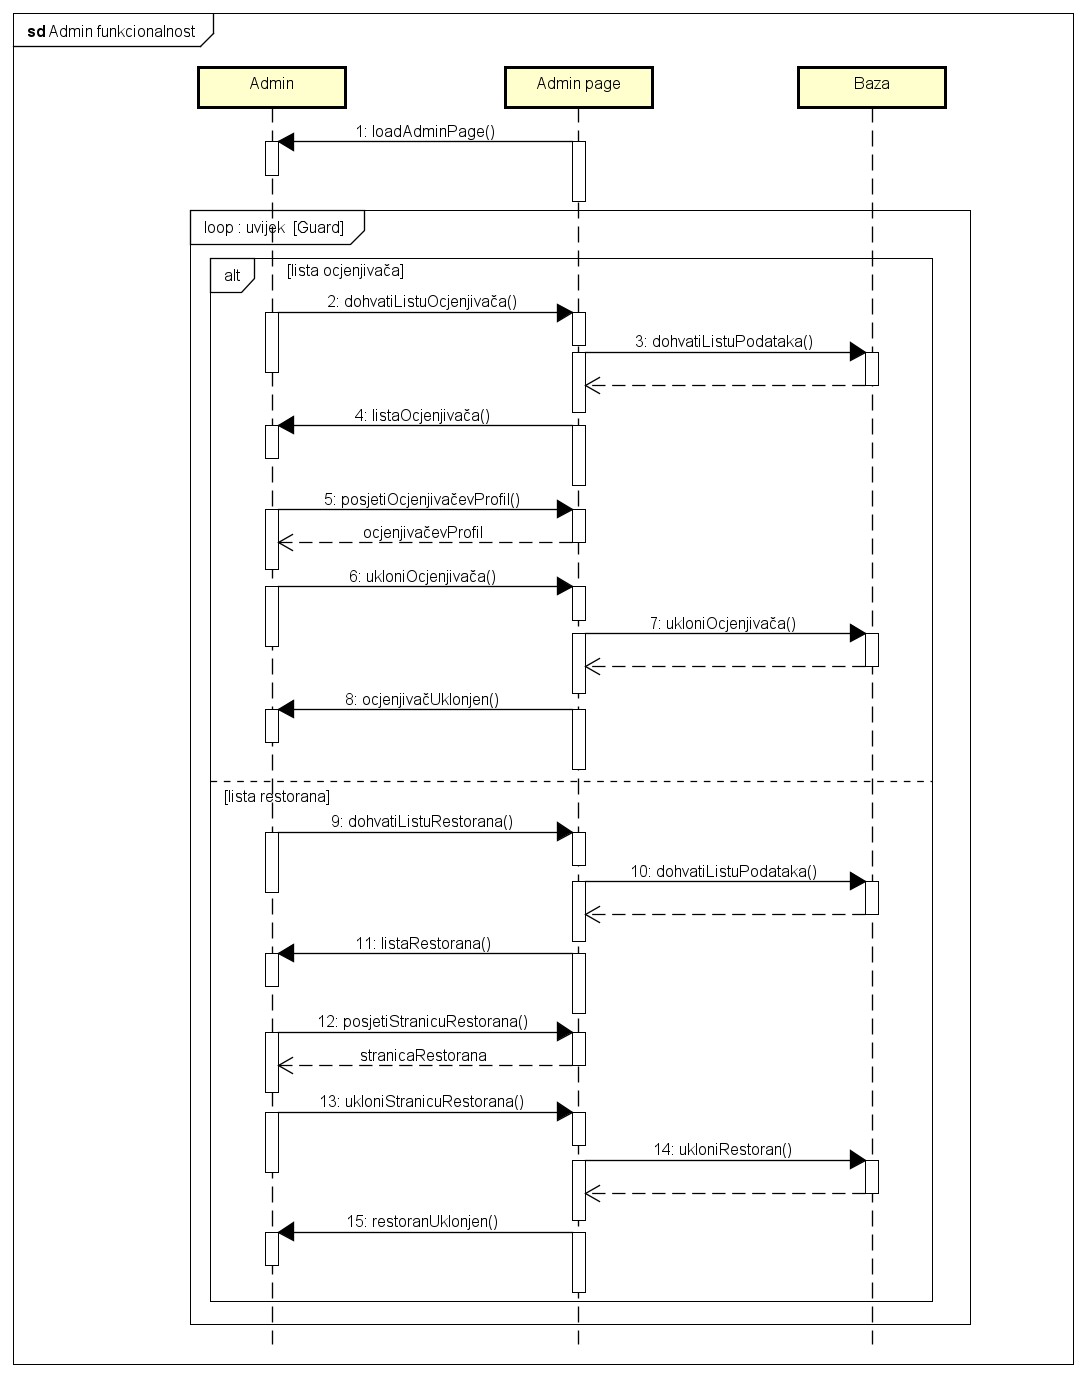 sd Admin funkcionalnost
Admin
Admin page
Baza
1: loadAdminPage()
loop : uvijek [Guard]
alt
[lista ocjenjivača]
2: dohvatiListuOcjenjivača()
3: dohvatiListuPodataka()
4: listaOcjenjivača()
5: posjetiOcjenjivačevProfil()
ocjenjivačevProfil
6: ukloniOcjenjivača()
7: ukloniOcjenjivača()
8: ocjenjivačUklonjen()
[lista restorana]
9: dohvatiListuRestorana()
10: dohvatiListuPodataka()
11: listaRestorana()
12: posjetiStranicuRestorana()
stranicaRestorana
13: ukloniStranicuRestorana()
14: ukloniRestoran()
15: restoranUklonjen()